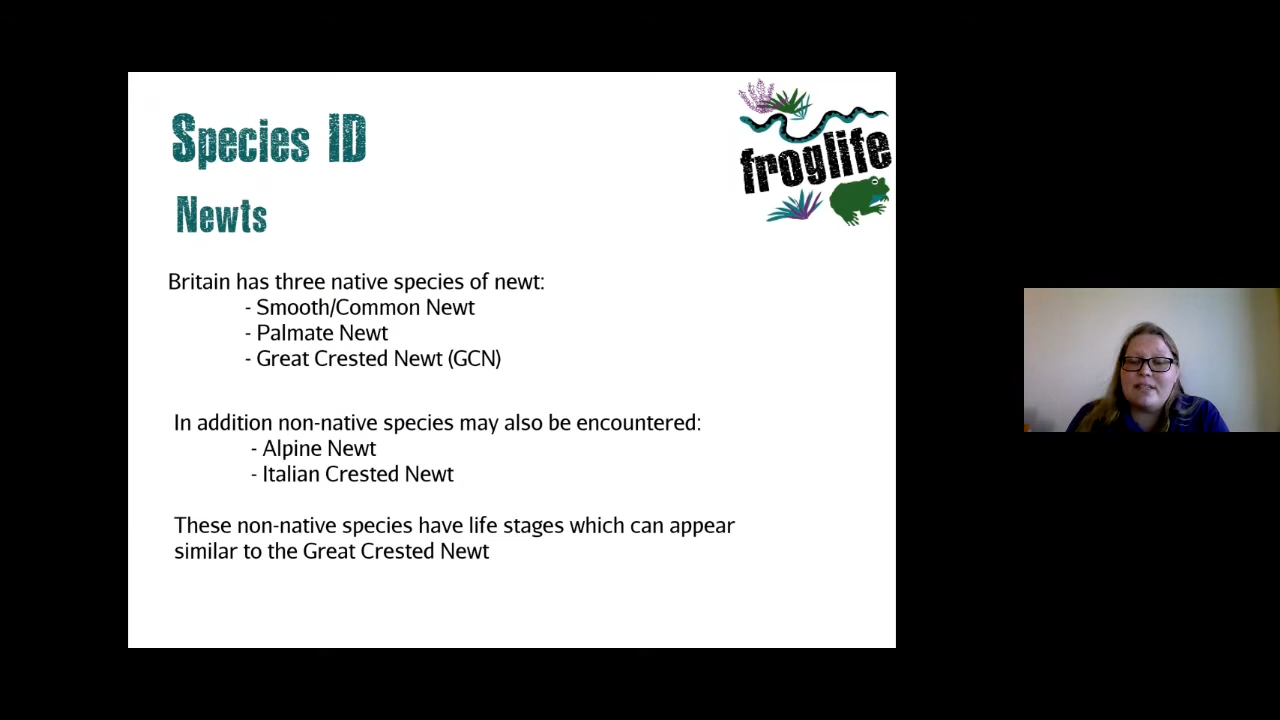 Species ID
froglife
Newts
Britain has three native species of newt:
- Smooth/Common Newt
- Palmate Newt
- Great Crested Newt (GCN)
In addition non-native species may also be encountered:
- Alpine Newt
- Italian Crested Newt
These non-native species have life stages which can appear
similar to the Great Crested Newt